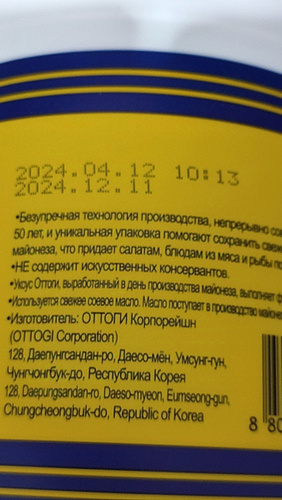 2024.04.12 10:13
2024.12.11
•Безупречная технология производства, непрерывно
50 лет, и уникальная упаковка помогают сохранить
майонеза, что придает салатам, блюдам из мяса и рыбы
•НЕ содержит искусственных консервантов.
•Уксус Оттоги, выработанный в день производства майонеза, выполняет
•Используется свежее соевое масло. Масло поступает в производство
•Изготовитель: ОТТОГИ Корпорейшн
(OTTOGI Corporation)
128, Даепунгсандан-ро, Даесо-мён, Умсунг-гун,
Чунгчонгбук-до, Республика Корея
128, Daepungsandan-ro, Daeso-myeon, Eumseong-gun,
Chungcheongbuk-do, Republic of Korea
8 80